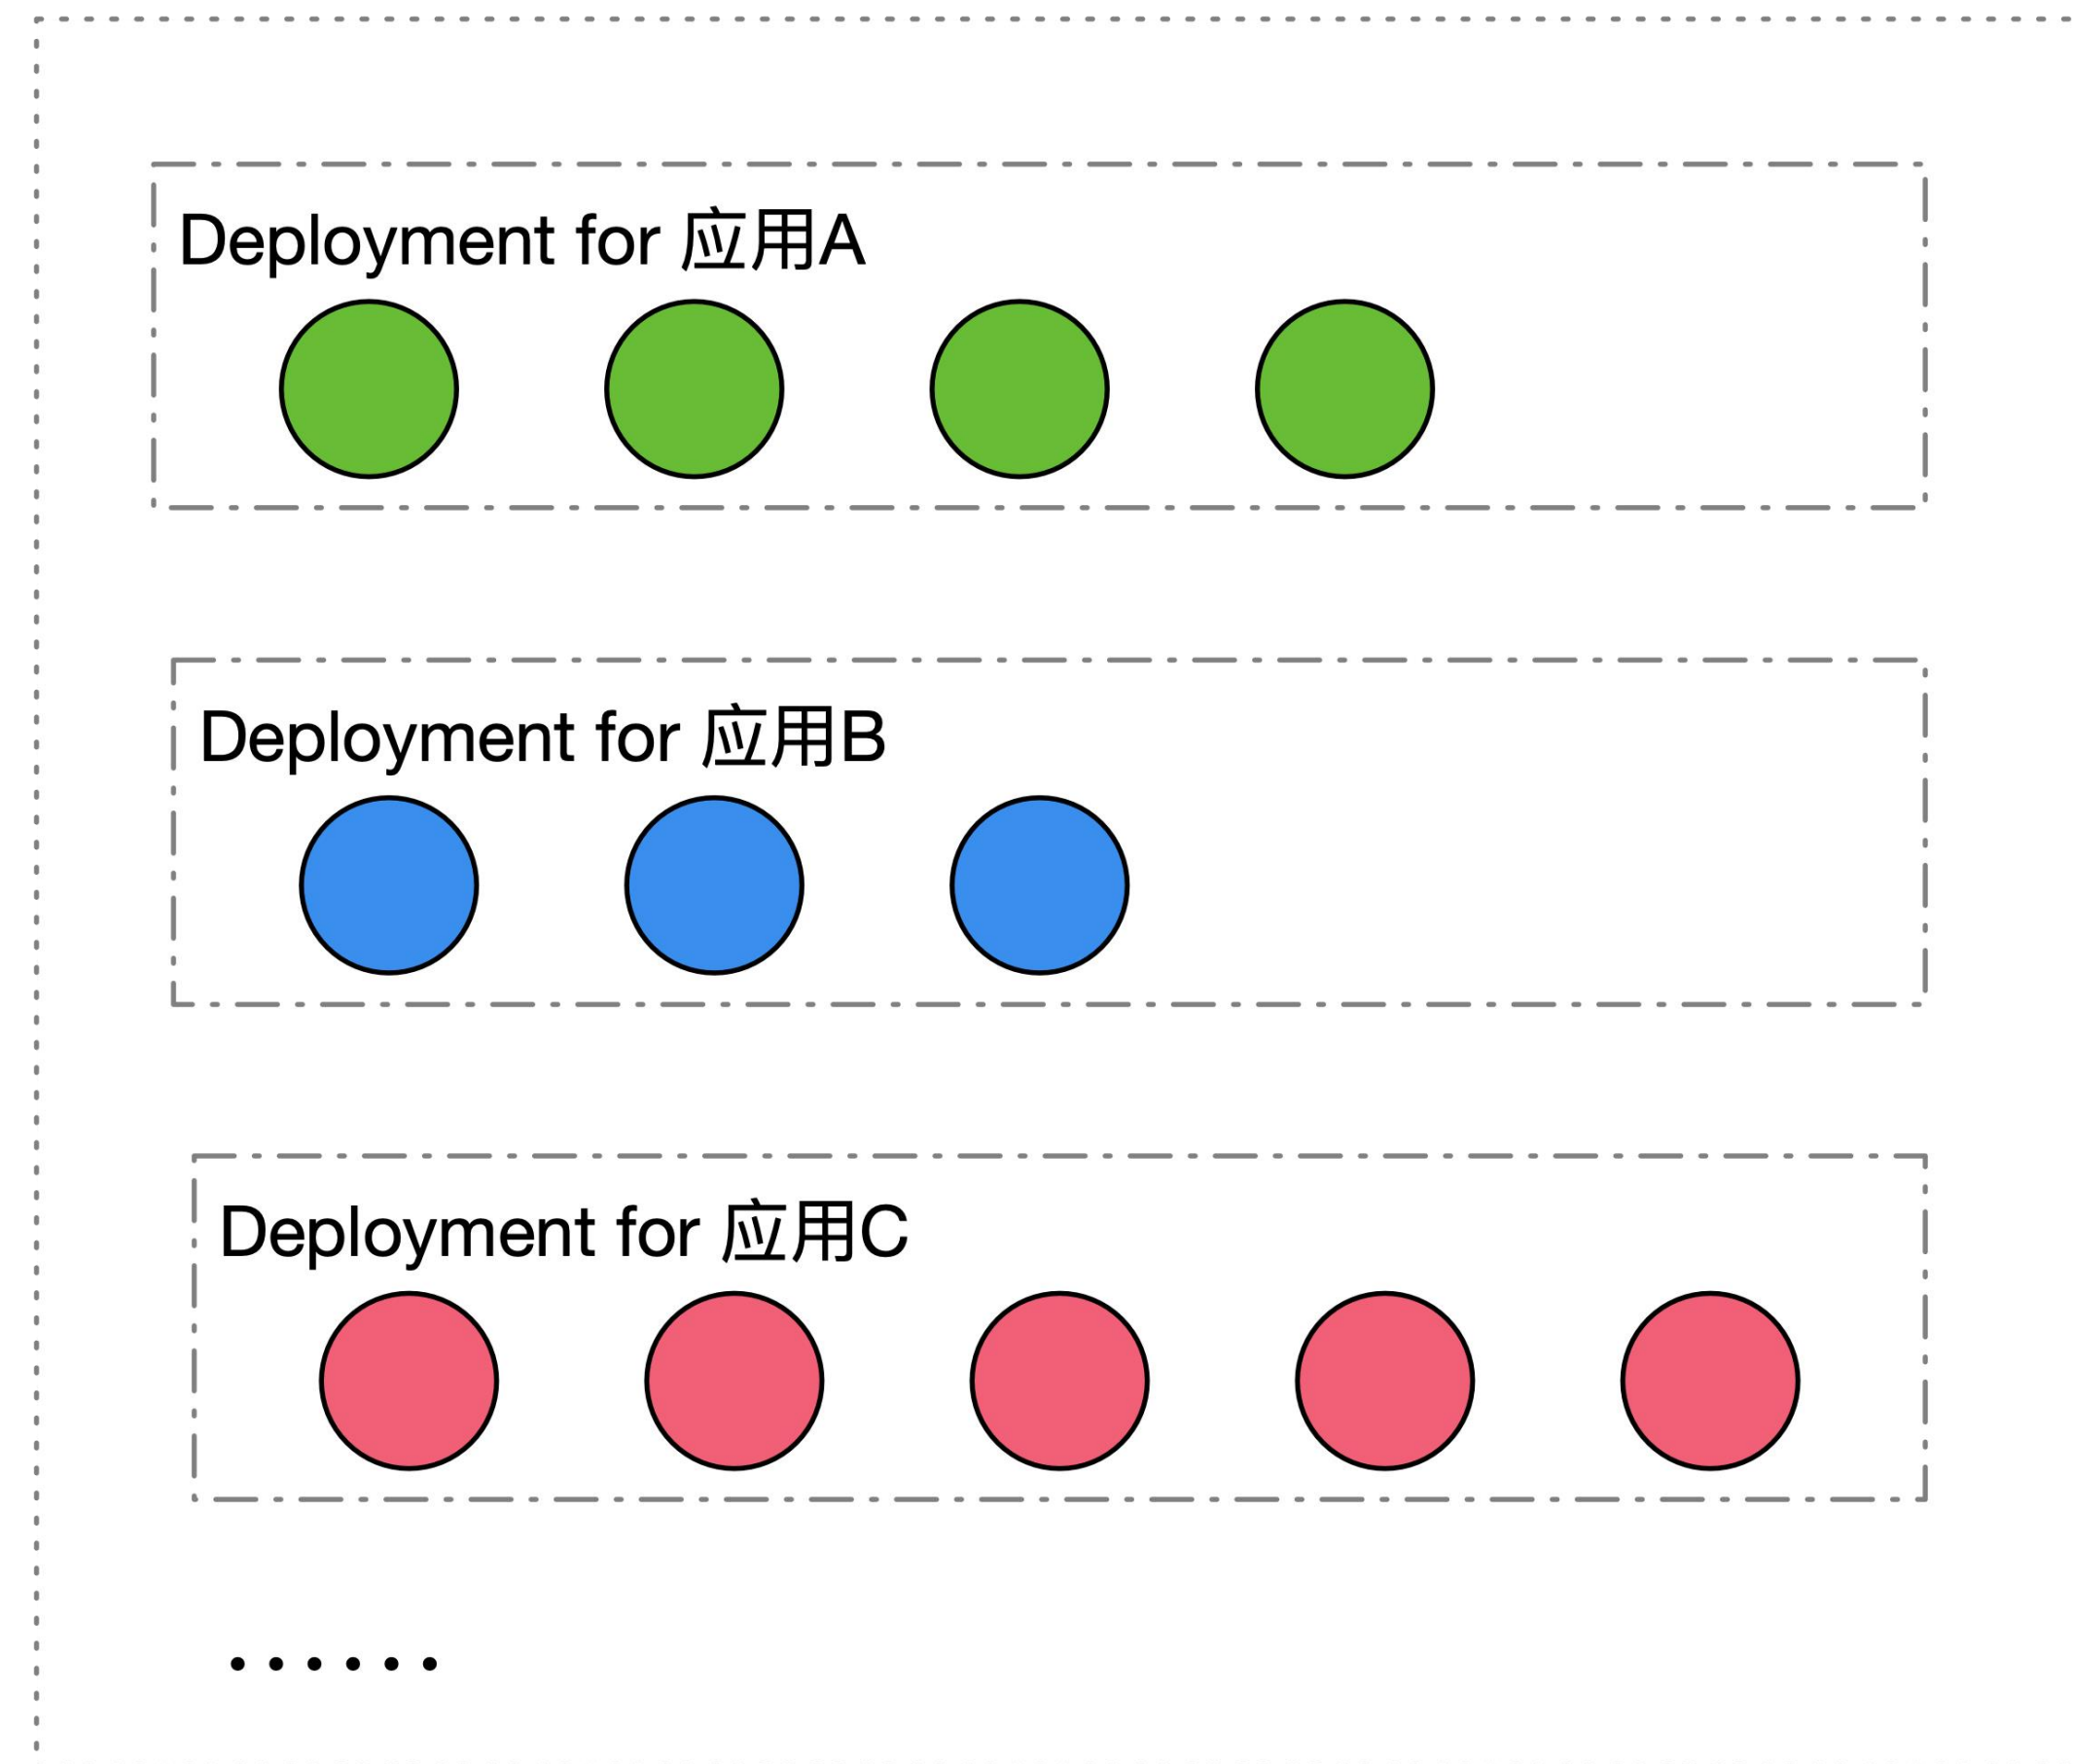 Deployment for 应用A
Deployment for 应用B
Deployment for 应用C
······